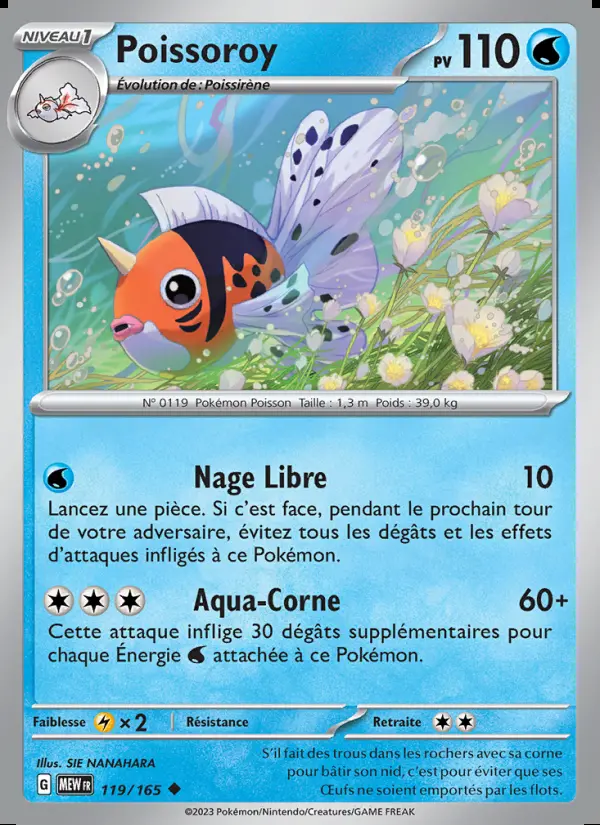 NIVEAU 1
Poissoroy
PV 110
Évolution de : Poissirène
N° 0119 Pokémon Poisson Taille : 1,3 m Poids : 39,0 kg
Nage Libre 10
Lancez une pièce. Si c'est face, pendant le prochain tour
de votre adversaire, évitez tous les dégâts et les effets
d'attaques infligés à ce Pokémon.
Aqua-Corne 60+
Cette attaque inflige 30 dégâts supplémentaires pour
chaque Énergie attachée à ce Pokémon.
Faiblesse ×2 Résistance Retraite
Illus. SIE NANAHARA
G MEW FR 119/165
S'il fait des trous dans les rochers avec sa corne
pour bâtir son nid, c'est pour éviter que ses
Œufs ne soient emportés par les flots.
©2023 Pokémon/Nintendo/Creatures/GAME FREAK